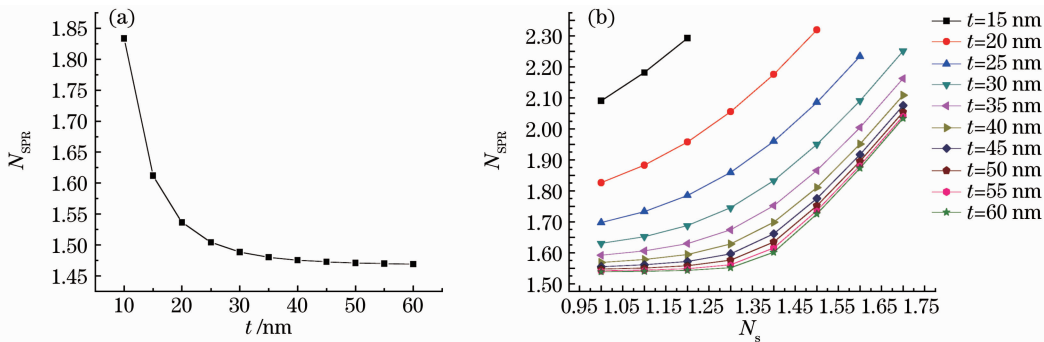 (a)
1.85
1.80
1.75
1.70
1.65
1.60
1.55
1.50
1.45
N_SPR
10 20 30 40 50 60
t /nm
(b)
2.30
2.20
2.10
2.00
1.90
1.80
1.70
1.60
1.50
N_SPR
0.95 1.05 1.15 1.25 1.35 1.45 1.55 1.65 1.75
N_s
t=15 nm
t=20 nm
t=25 nm
t=30 nm
t=35 nm
t=40 nm
t=45 nm
t=50 nm
t=55 nm
t=60 nm